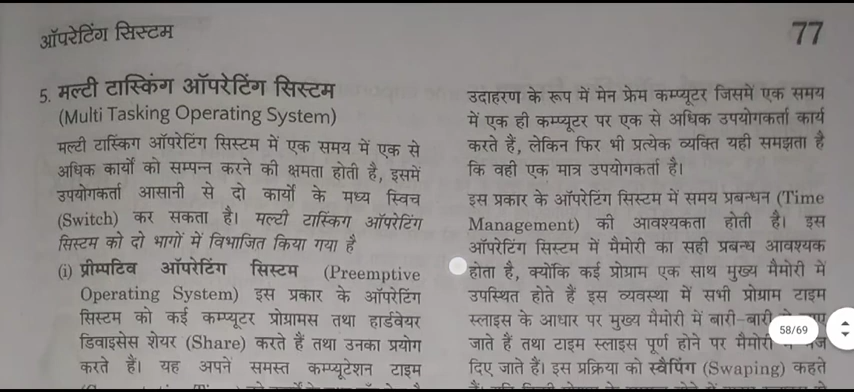 ऑपरेटिंग सिस्टम
77
5. मल्टी टास्किंग ऑपरेटिंग सिस्टम
(Multi Tasking Operating System)
मल्टी टास्किंग ऑपरेटिंग सिस्टम में एक समय में एक से
अधिक कार्यों को सम्पन्न करने की क्षमता होती है, इसमें
उपयोगकर्ता आसानी से दो कार्यों के मध्य स्विच
(Switch) कर सकता है। मल्टी टास्किंग ऑपरेटिंग
सिस्टम को दो भागों में विभाजित किया गया है
(i) प्रीम्पटिव ऑपरेटिंग सिस्टम (Preemptive
Operating System) इस प्रकार के ऑपरेटिंग
सिस्टम को कई कम्प्यूटर प्रोग्रामस तथा हार्डवेयर
डिवाइसेस शेयर (Share) करते हैं तथा उनका प्रयोग
करते हैं। यह अपने समस्त कम्प्यूटेशन टाइम
उदाहरण के रूप में मेन फ्रेम कम्प्यूटर जिसमें एक समय
में एक ही कम्प्यूटर पर एक से अधिक उपयोगकर्ता कार्य
करते हैं, लेकिन फिर भी प्रत्येक व्यक्ति यही समझता है
कि वही एक मात्र उपयोगकर्ता है।
इस प्रकार के ऑपरेटिंग सिस्टम में समय प्रबन्धन (Time
Management) की आवश्यकता होती है। इस
ऑपरेटिंग सिस्टम में मैमोरी का सही प्रबन्ध आवश्यक
होता है, क्योंकि कई प्रोग्राम एक साथ मुख्य मैमोरी में
उपस्थित होते हैं इस व्यवस्था में सभी प्रोग्राम टाइम
स्लाइस के आधार पर मुख्य मैमोरी में बारी-बारी
जाते हैं तथा टाइम स्लाइस पूर्ण होने पर मैमोरी
दिए जाते हैं। इस प्रक्रिया को स्वैपिंग (Swaping) कहते
58/69